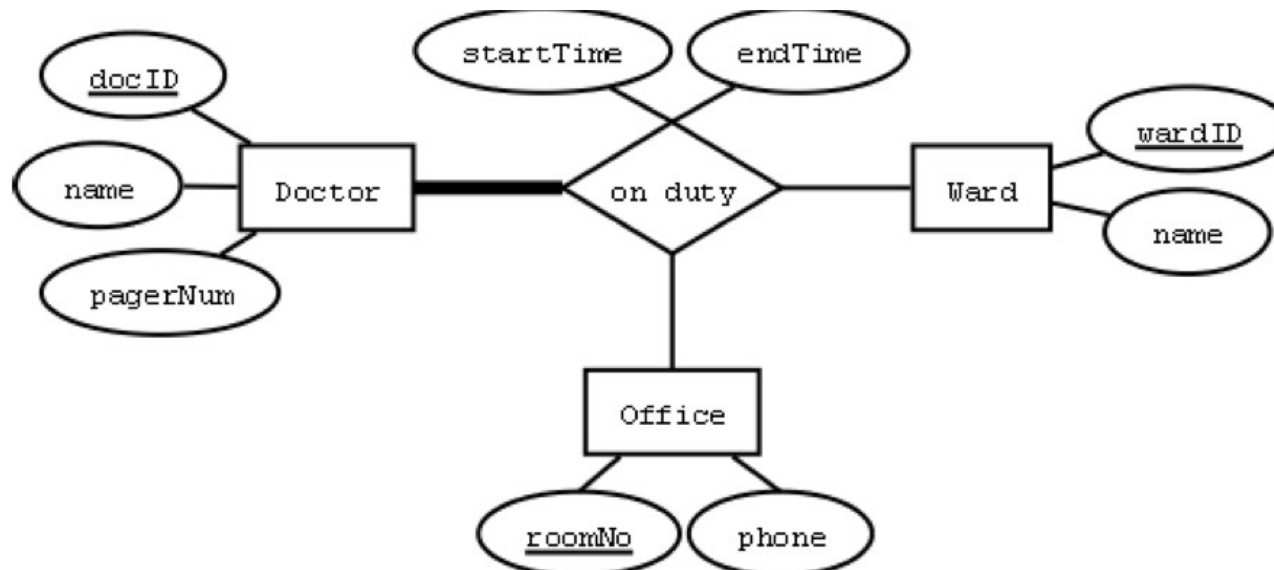 startTime
endTime
docID
wardID
name
Doctor
on duty
Ward
name
pagerNum
Office
roomNo
phone